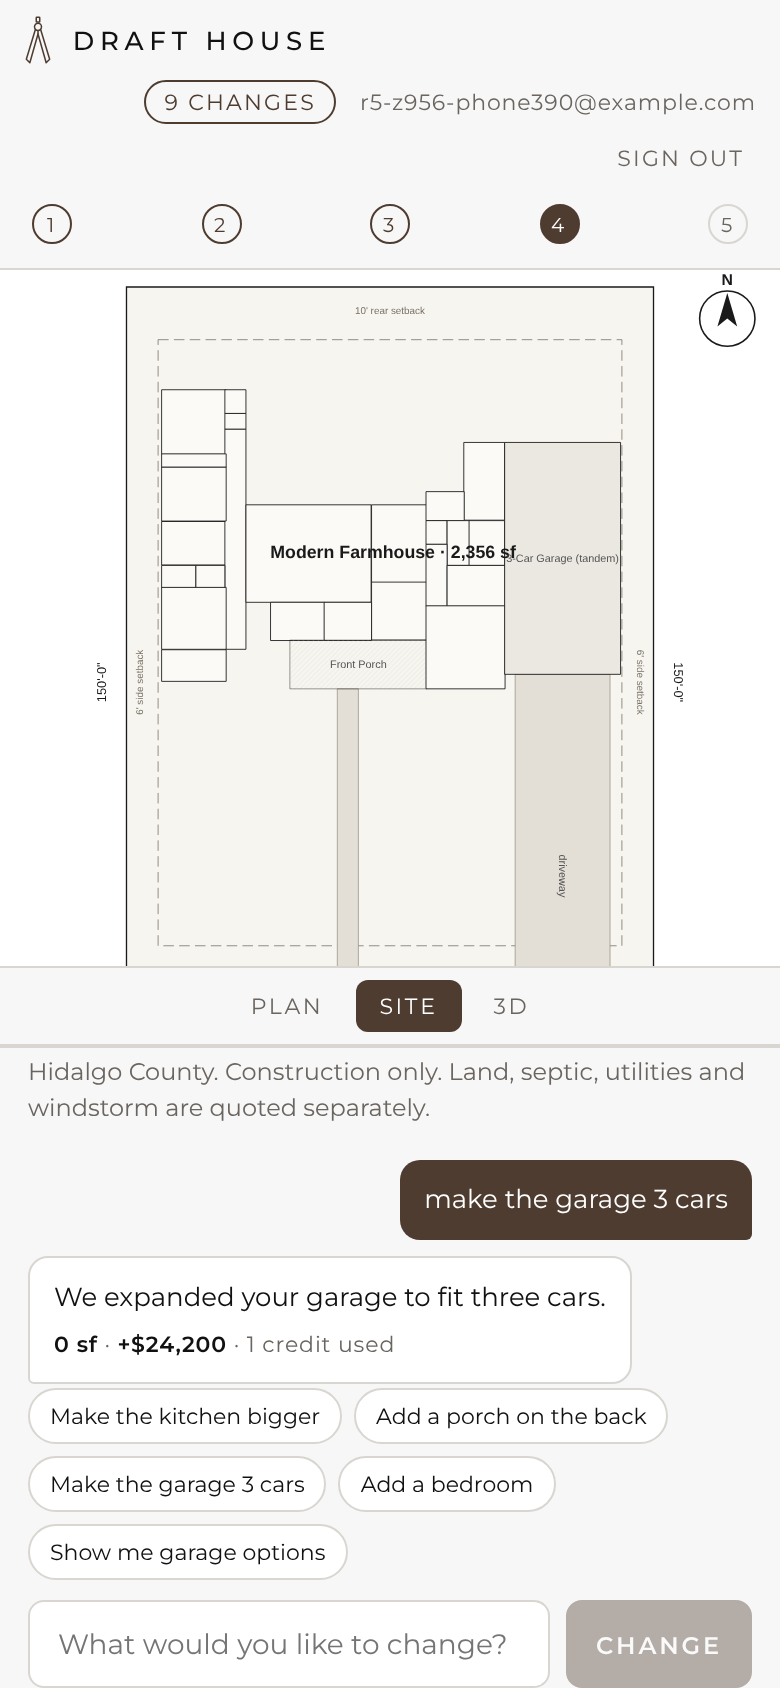 DRAFT HOUSE
9 CHANGES
r5-z956-phone390@example.com
SIGN OUT
1
2
3
4
5
N
10' rear setback
Modern Farmhouse · 2,356 sf
3-Car Garage (tandem)
Front Porch
150'-0"
6' side setback
6' side setback
150'-0"
driveway
PLAN
SITE
3D
Hidalgo County. Construction only. Land, septic, utilities and
windstorm are quoted separately.
make the garage 3 cars
We expanded your garage to fit three cars.
0 sf · +$24,200 · 1 credit used
Make the kitchen bigger
Add a porch on the back
Make the garage 3 cars
Add a bedroom
Show me garage options
What would you like to change?
CHANGE